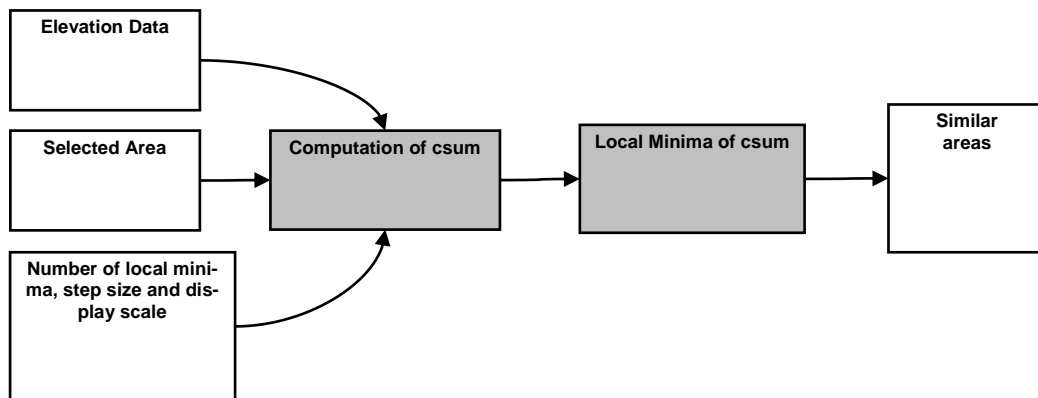 Elevation Data
Selected Area
Number of local mini-
ma, step size and dis-
play scale
Computation of csum
Local Minima of csum
Similar
areas